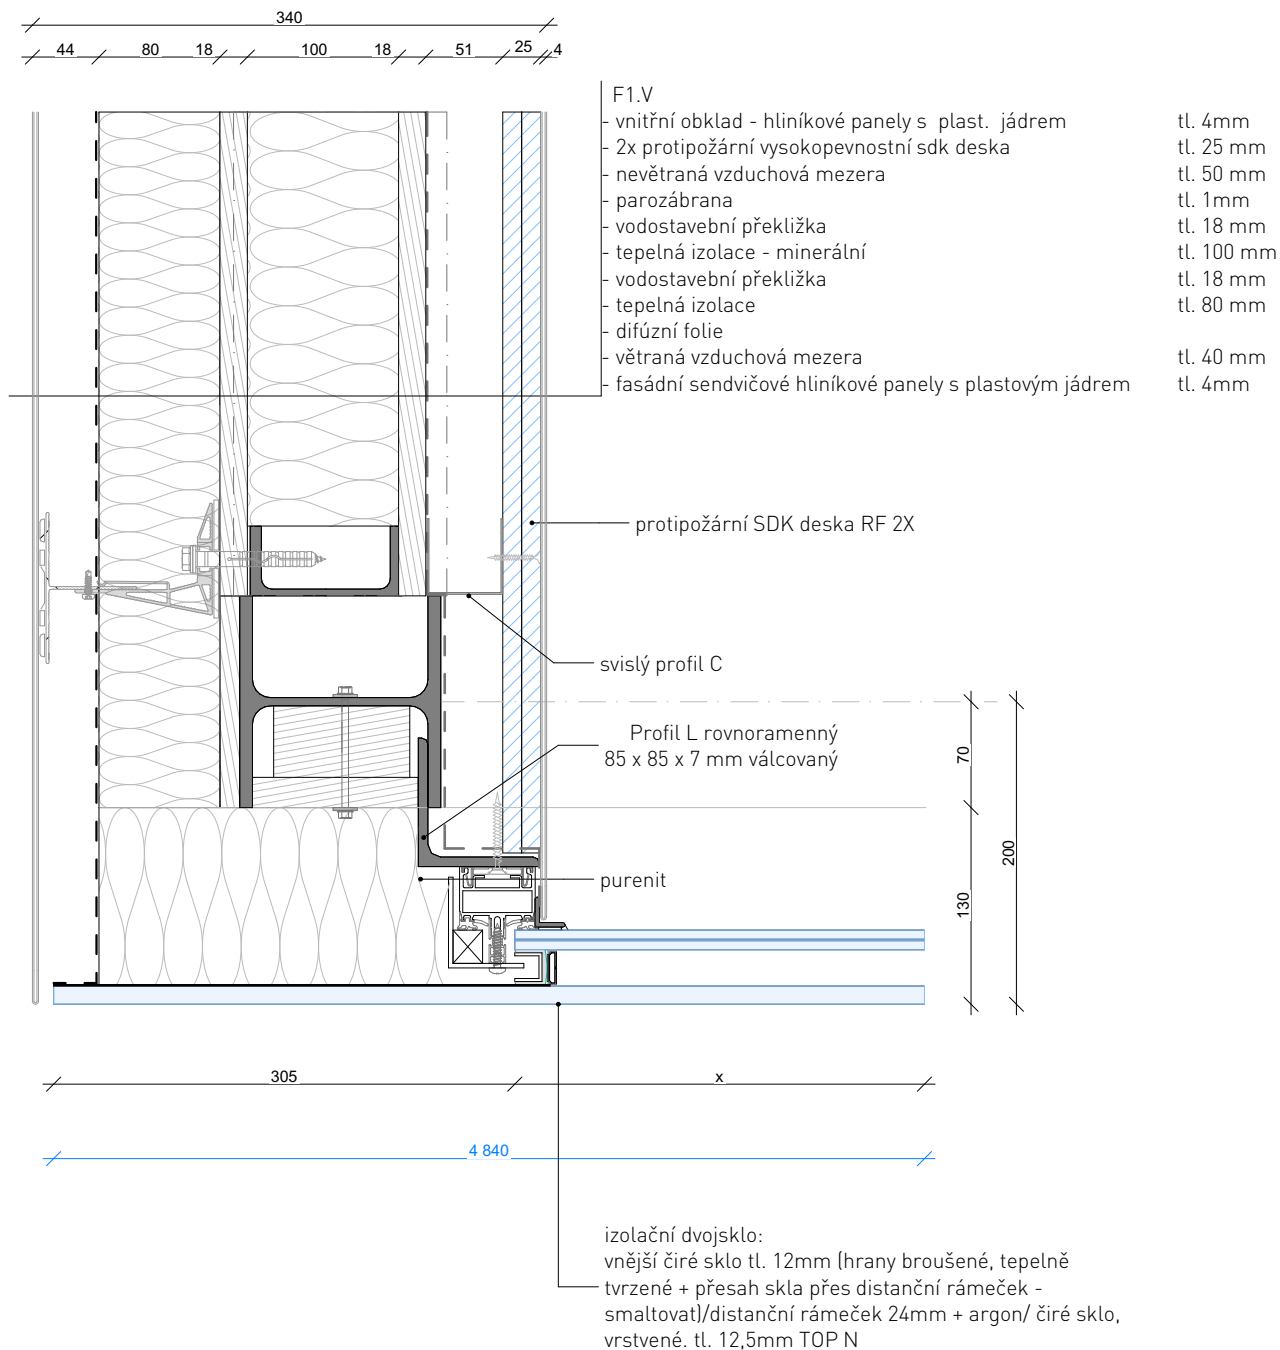 340
44 80 18 100 18 51 25 4
F1.V
- vnitřní obklad - hliníkové panely s plast. jádrem tl. 4mm
- 2x protipožární vysokopevnostní sdk deska tl. 25 mm
- nevětraná vzduchová mezera tl. 50 mm
- parozábrana tl. 1mm
- vodostavební překližka tl. 18 mm
- tepelná izolace - minerální tl. 100 mm
- vodostavební překližka tl. 18 mm
- tepelná izolace tl. 80 mm
- difúzní folie
- větraná vzduchová mezera tl. 40 mm
- fasádní sendvičové hliníkové panely s plastovým jádrem tl. 4mm
protipožární SDK deska RF 2X
svislý profil C
Profil L rovnoramenný
85 x 85 x 7 mm válcovaný
70
200
purenit
130
305 x
4 840
izolační dvojsklo:
vnější čiré sklo tl. 12mm (hrany broušené, tepelně
tvrzené + přesah skla přes distanční rámeček -
smaltovat)/distanční rámeček 24mm + argon/ čiré sklo,
vrstvené. tl. 12,5mm TOP N